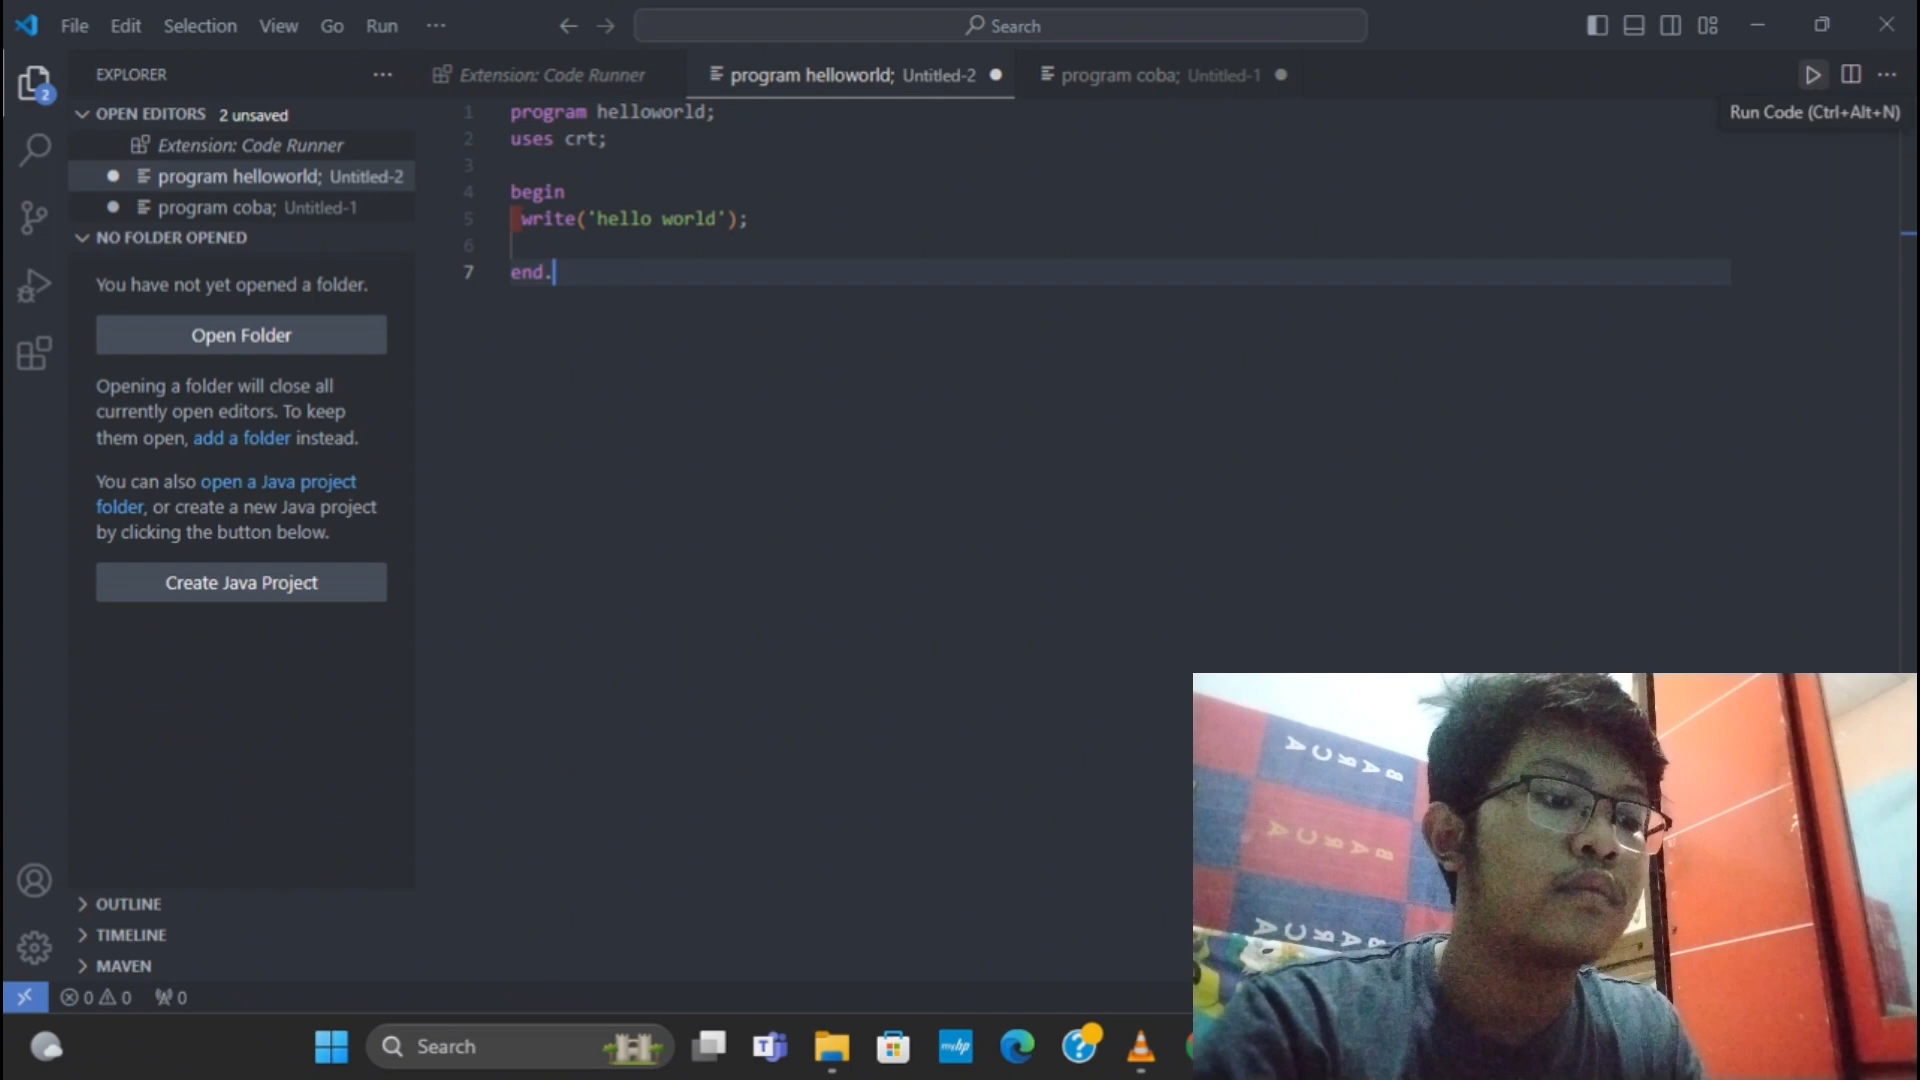 File Edit Selection View Go Run ··· Search
EXPLORER ···
Extension: Code Runner
program helloworld; Untitled-2
program coba; Untitled-1
Run Code (Ctrl+Alt+N)
OPEN EDITORS 2 unsaved
Extension: Code Runner
program helloworld; Untitled-2
program coba; Untitled-1
NO FOLDER OPENED
You have not yet opened a folder.
Open Folder
Opening a folder will close all
currently open editors. To keep
them open, add a folder instead.
You can also open a Java project
folder, or create a new Java project
by clicking the button below.
Create Java Project
OUTLINE
TIMELINE
MAVEN
2
1 program helloworld;
2 uses crt;
3
4 begin
5 write('hello world');
6
7 end.
0 0 0
Search
T
myhp
?
BARCA
BARCA
BARCA